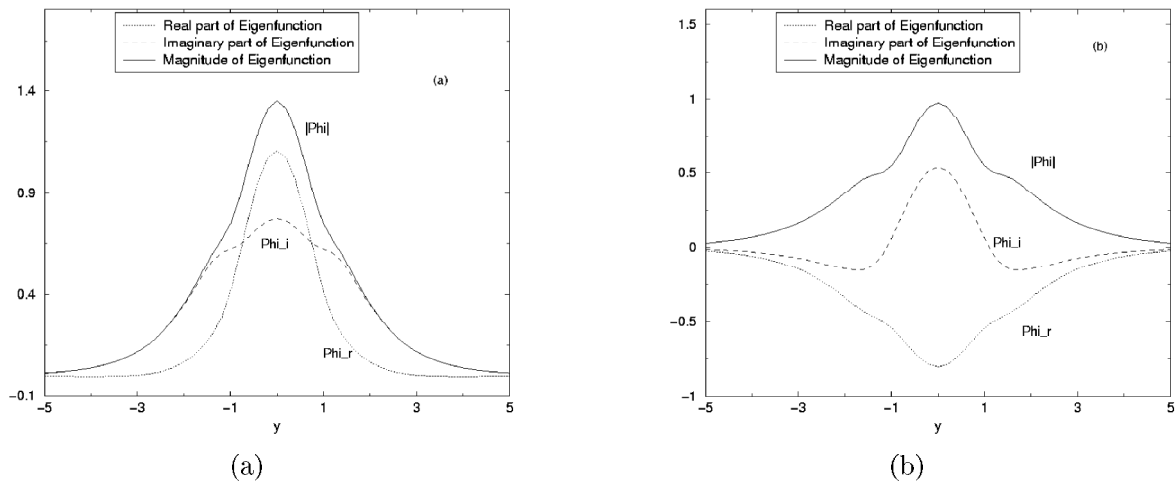 Real part of Eigenfunction
Imaginary part of Eigenfunction
Magnitude of Eigenfunction
(a)
1.4
0.9
0.4
−0.1
|Phi|
Phi_i
Phi_r
−5
−3
−1
1
3
5
y
(a)
Real part of Eigenfunction
Imaginary part of Eigenfunction
Magnitude of Eigenfunction
(b)
1.5
1
0.5
0
−0.5
−1
|Phi|
Phi_i
Phi_r
−5
−3
−1
1
3
5
y
(b)